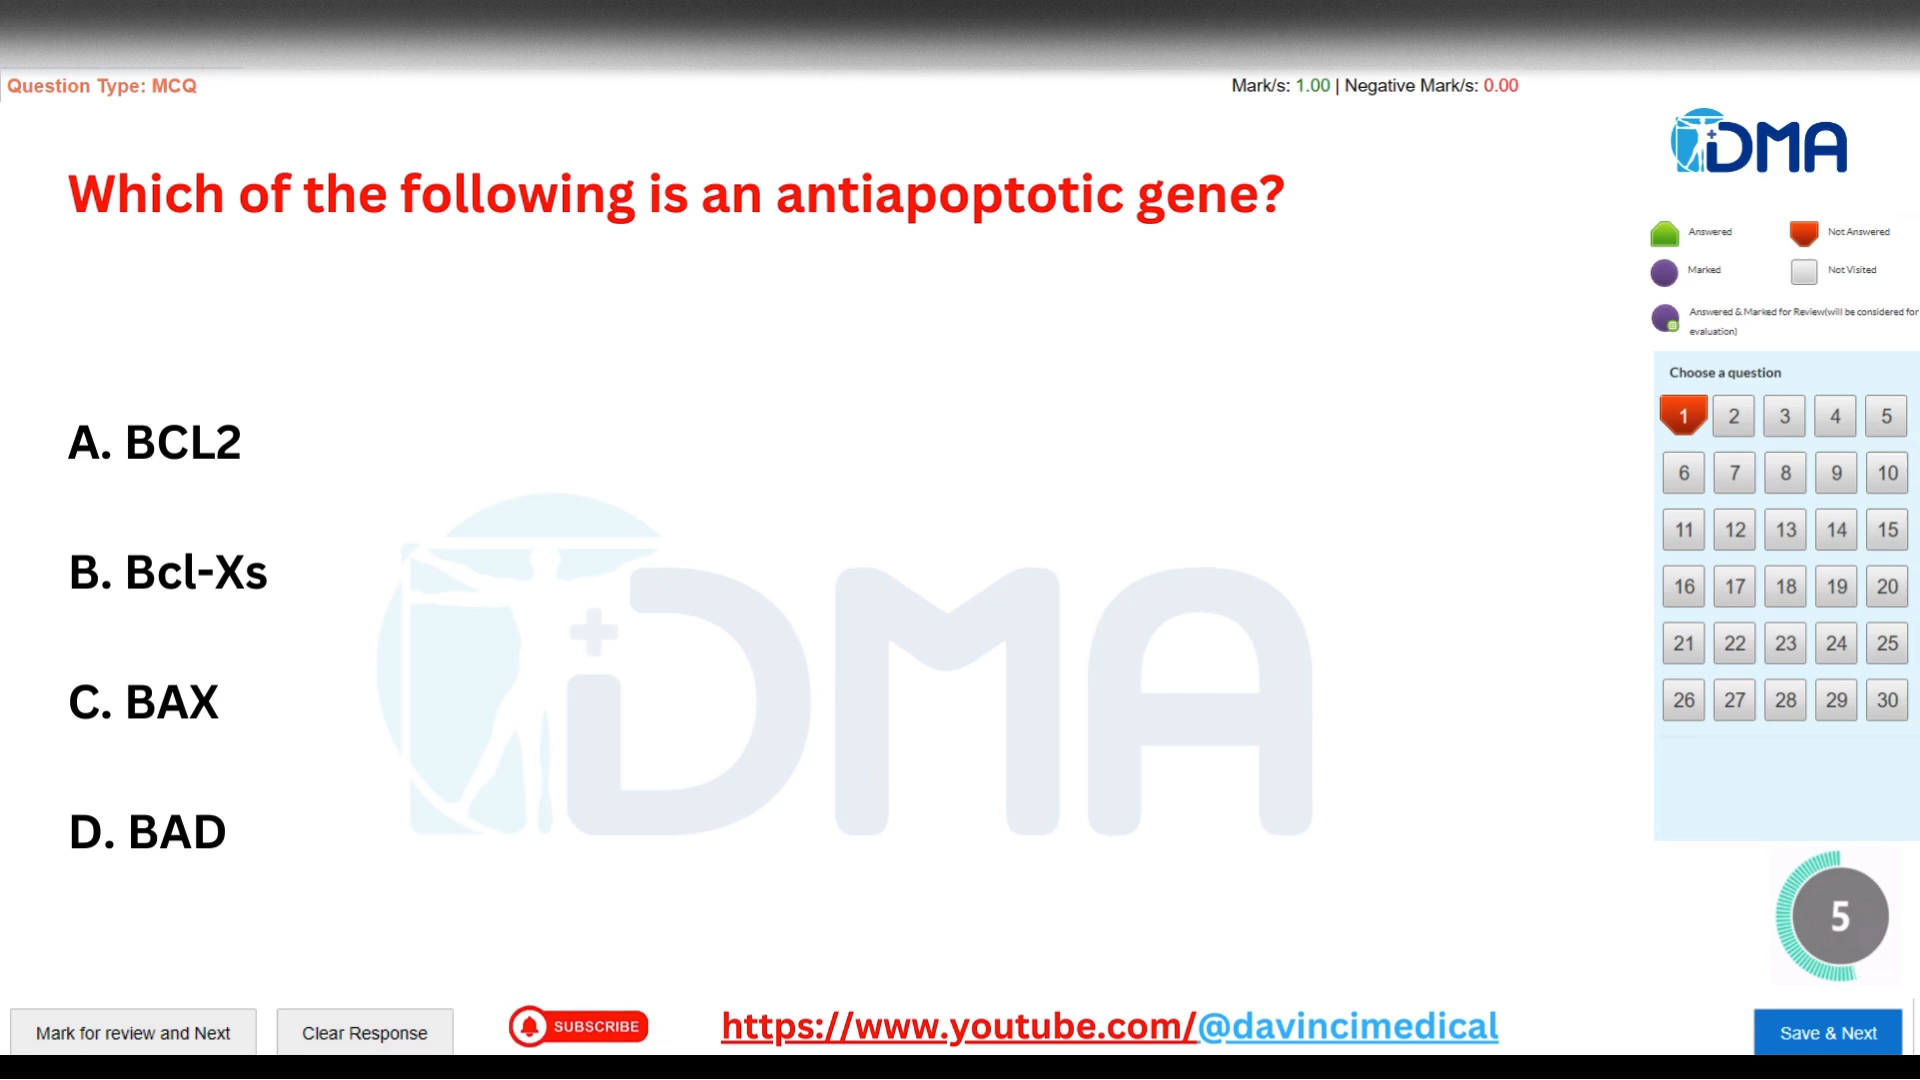 Question Type: MCQ
Mark/s: 1.00 | Negative Mark/s: 0.00
DMA
Which of the following is an antiapoptotic gene?
Answered
Not Answered
Marked
Not Visited
Answered & Marked for Review(will be considered for
evaluation)
Choose a question
1 2 3 4 5
6 7 8 9 10
11 12 13 14 15
16 17 18 19 20
21 22 23 24 25
26 27 28 29 30
A. BCL2
B. Bcl-Xs
C. BAX
D. BAD
DMA
5
Mark for review and Next
Clear Response
SUBSCRIBE
https://www.youtube.com/@davincimedical
Save & Next